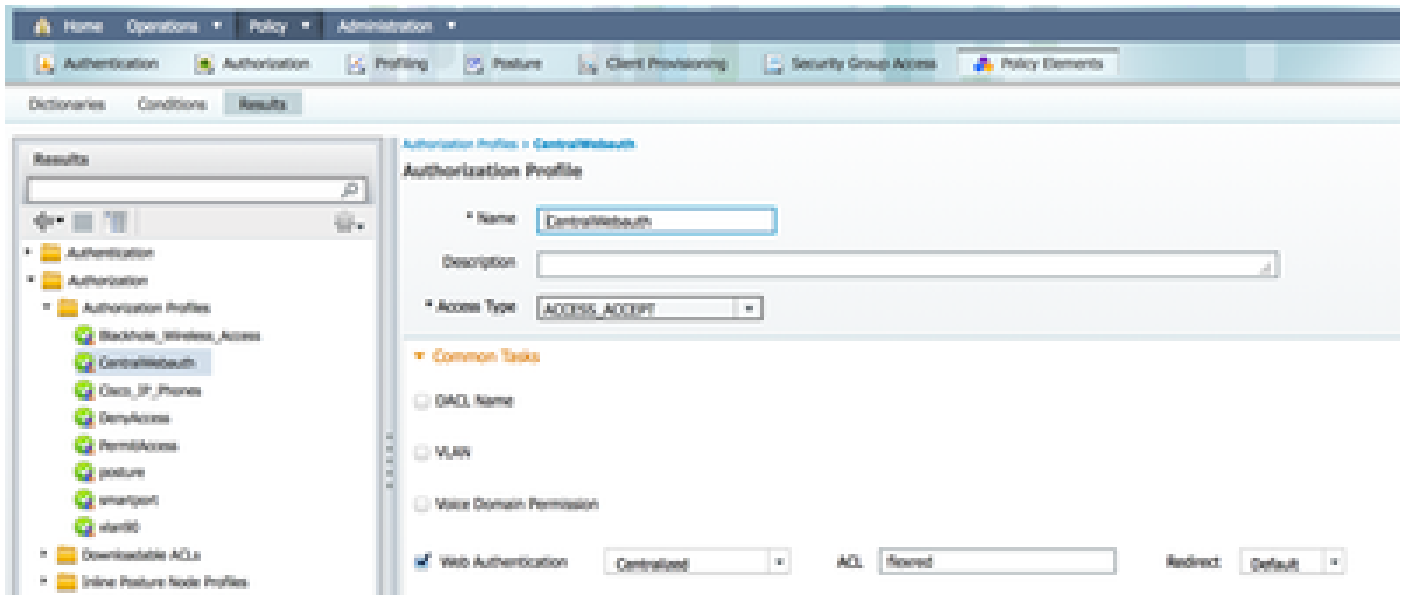 Home Operations Policy Administration
Authentication Authorization Profiling Posture Client Provisioning Security Group Access Policy Elements
Dictionaries Conditions Results
Results
Authentication
Authorization
Authorization Profiles
Blackhole_Wireless_Access
CentralWebauth
Cisco_IP_Phones
DenyAccess
PermitAccess
posture
smartport
vlan90
Downloadable ACLs
Inline Posture Node Profiles
Authorization Profiles > CentralWebauth
Authorization Profile
* Name CentralWebauth
Description
* Access Type ACCESS_ACCEPT
Common Tasks
DACL Name
VLAN
Voice Domain Permission
Web Authentication Centralized ACL flexred Redirect Default